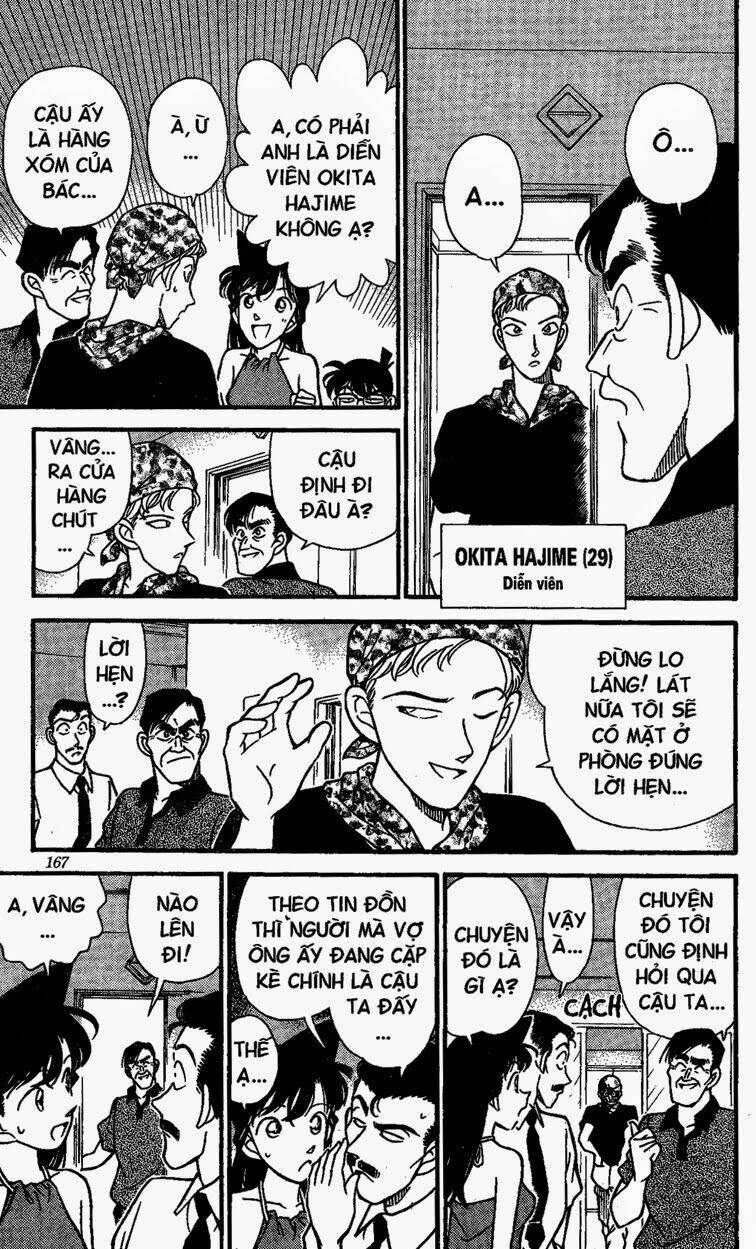 Ô...
A...
OKITA HAJIME (29)
Diễn viên
A, CÓ PHẢI
ANH LÀ DIỄN
VIÊN OKITA
HAJIME
KHÔNG Ạ?
À, Ừ
...
CẬU ẤY
LÀ HÀNG
XÓM CỦA
BÁC...
CẬU
ĐỊNH ĐI
ĐÂU À?
VÂNG...
RA CỬA
HÀNG
CHÚT
...
ĐỪNG LO
LẮNG! LÁT
NỮA TÔI SẼ
CÓ MẶT Ở
PHÒNG ĐÚNG
LỜI HẸN...
LỜI
HẸN
...?
167
CHUYỆN
ĐÓ TÔI
CŨNG ĐỊNH
HỎI QUA
CẬU TA...
VẬY
À...
CẠCH
CHUYỆN
ĐÓ LÀ
GÌ Ạ?
THEO TIN ĐỒN
THÌ NGƯỜI MÀ VỢ
ÔNG ẤY ĐANG CẶP
KÈ CHÍNH LÀ CẬU
TA ĐẤY
...
THẾ
Ạ...
NÀO
LÊN
ĐI!
A, VÂNG
...